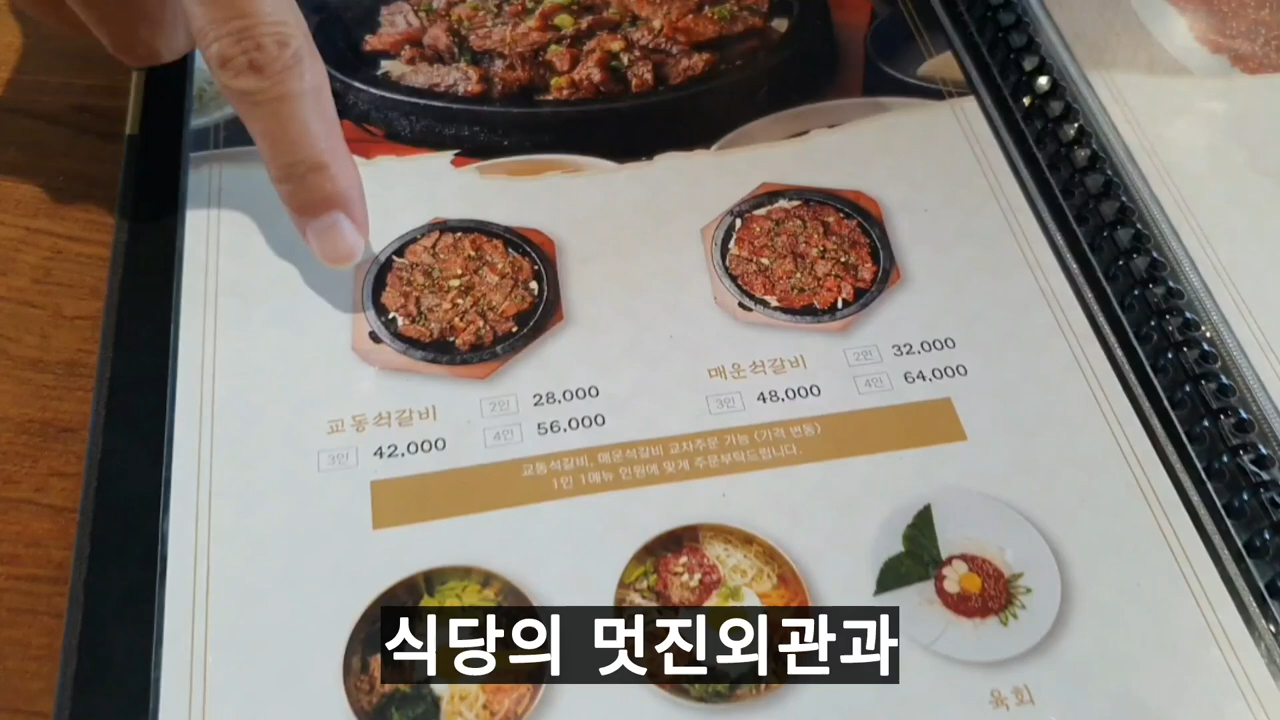 교동석갈비
2인 28,000
3인 42,000
4인 56,000
매운석갈비
2인 32,000
3인 48,000
4인 64,000
교동석갈비, 매운석갈비 교차주문 가능 (가격 변동)
1인 1메뉴 인원에 맞게 주문부탁드립니다.
육회
식당의 멋진외관과